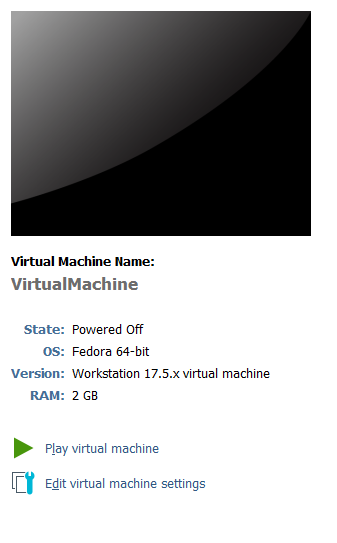 Virtual Machine Name:
VirtualMachine
State: Powered Off
OS: Fedora 64-bit
Version: Workstation 17.5.x virtual machine
RAM: 2 GB
Play virtual machine
Edit virtual machine settings